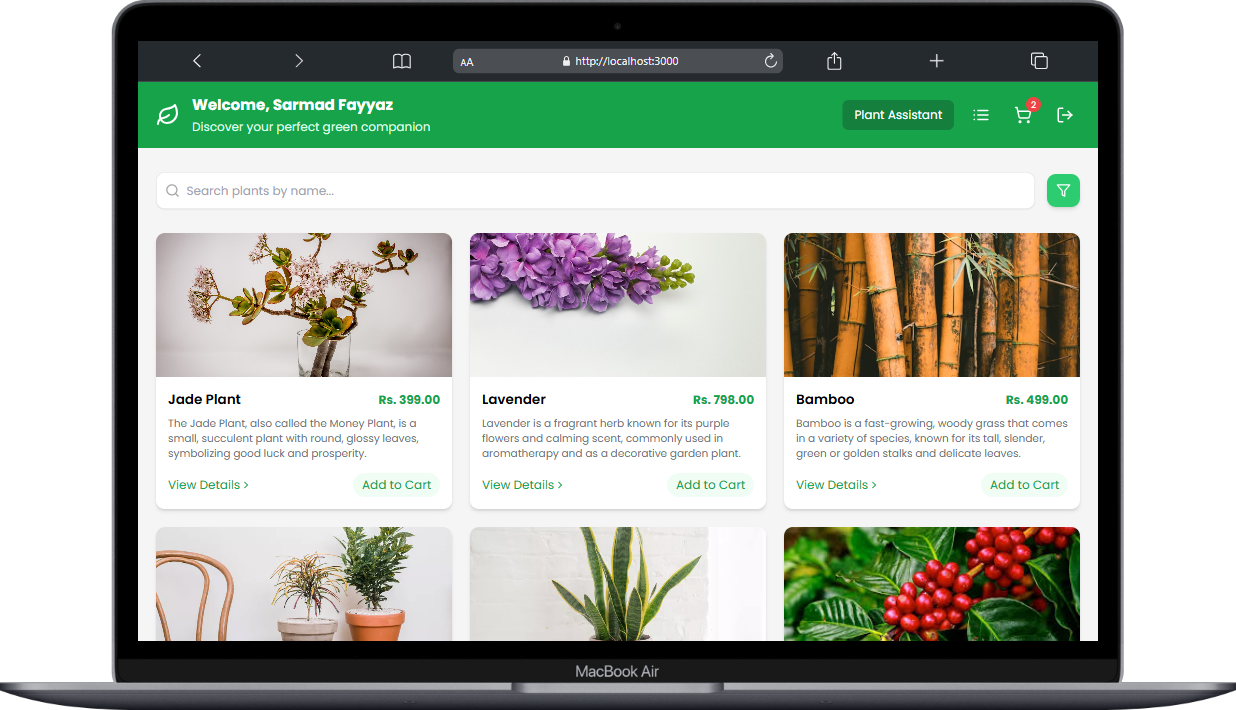 AA
http://localhost:3000
Welcome, Sarmad Fayyaz
Discover your perfect green companion
Plant Assistant
2
Search plants by name...
Jade Plant
Rs. 399.00
The Jade Plant, also called the Money Plant, is a
small, succulent plant with round, glossy leaves,
symbolizing good luck and prosperity.
View Details >
Add to Cart
Lavender
Rs. 798.00
Lavender is a fragrant herb known for its purple
flowers and calming scent, commonly used in
aromatherapy and as a decorative garden plant.
View Details >
Add to Cart
Bamboo
Rs. 499.00
Bamboo is a fast-growing, woody grass that comes
in a variety of species, known for its tall, slender,
green or golden stalks and delicate leaves.
View Details >
Add to Cart
MacBook Air